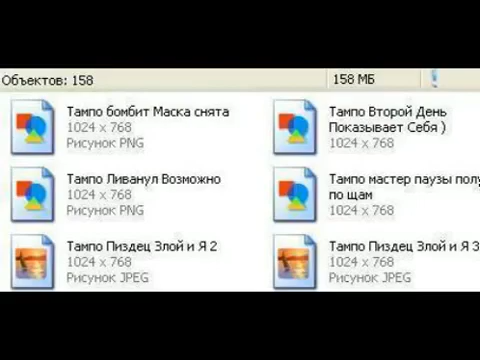 Объектов: 158
158 МБ
Тампо бомбит Маска снята
1024 x 768
Рисунок PNG
Тампо Второй День
Показывает Себя )
1024 x 768
Тампо Ливанул Возможно
1024 x 768
Рисунок PNG
Тампо мастер паузы полу
по щам
1024 x 768
Тампо Пиздец Злой и Я 2
1024 x 768
Рисунок JPEG
Тампо Пиздец Злой и Я 3
1024 x 768
Рисунок JPEG